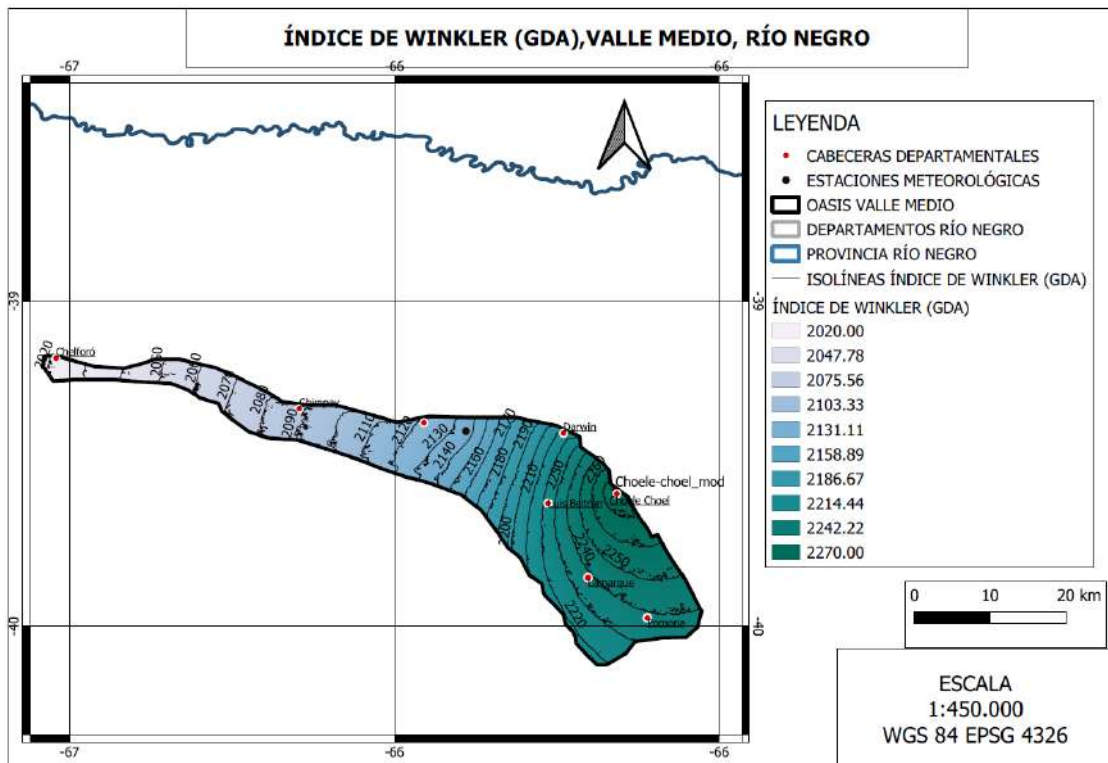 ÍNDICE DE WINKLER (GDA),VALLE MEDIO, RÍO NEGRO
-67
-66
-66
-39
-39
-40
-40
-67
-66
-66
2020
Chelforó
2050
2060
2070
2080
2090
Chimpay
2110
2120
2130
2140
2160
2170
2180
2190
2200
2210
2220
2230
2240
2250
2260
Darwin
Choele-choel_mod
Choele Choel
Luis Beltrán
Lamarque
Pomona
LEYENDA
CABECERAS DEPARTAMENTALES
ESTACIONES METEOROLÓGICAS
OASIS VALLE MEDIO
DEPARTAMENTOS RÍO NEGRO
PROVINCIA RÍO NEGRO
ISOLÍNEAS ÍNDICE DE WINKLER (GDA)
ÍNDICE DE WINKLER (GDA)
2020.00
2047.78
2075.56
2103.33
2131.11
2158.89
2186.67
2214.44
2242.22
2270.00
0 10 20 km
ESCALA
1:450.000
WGS 84 EPSG 4326